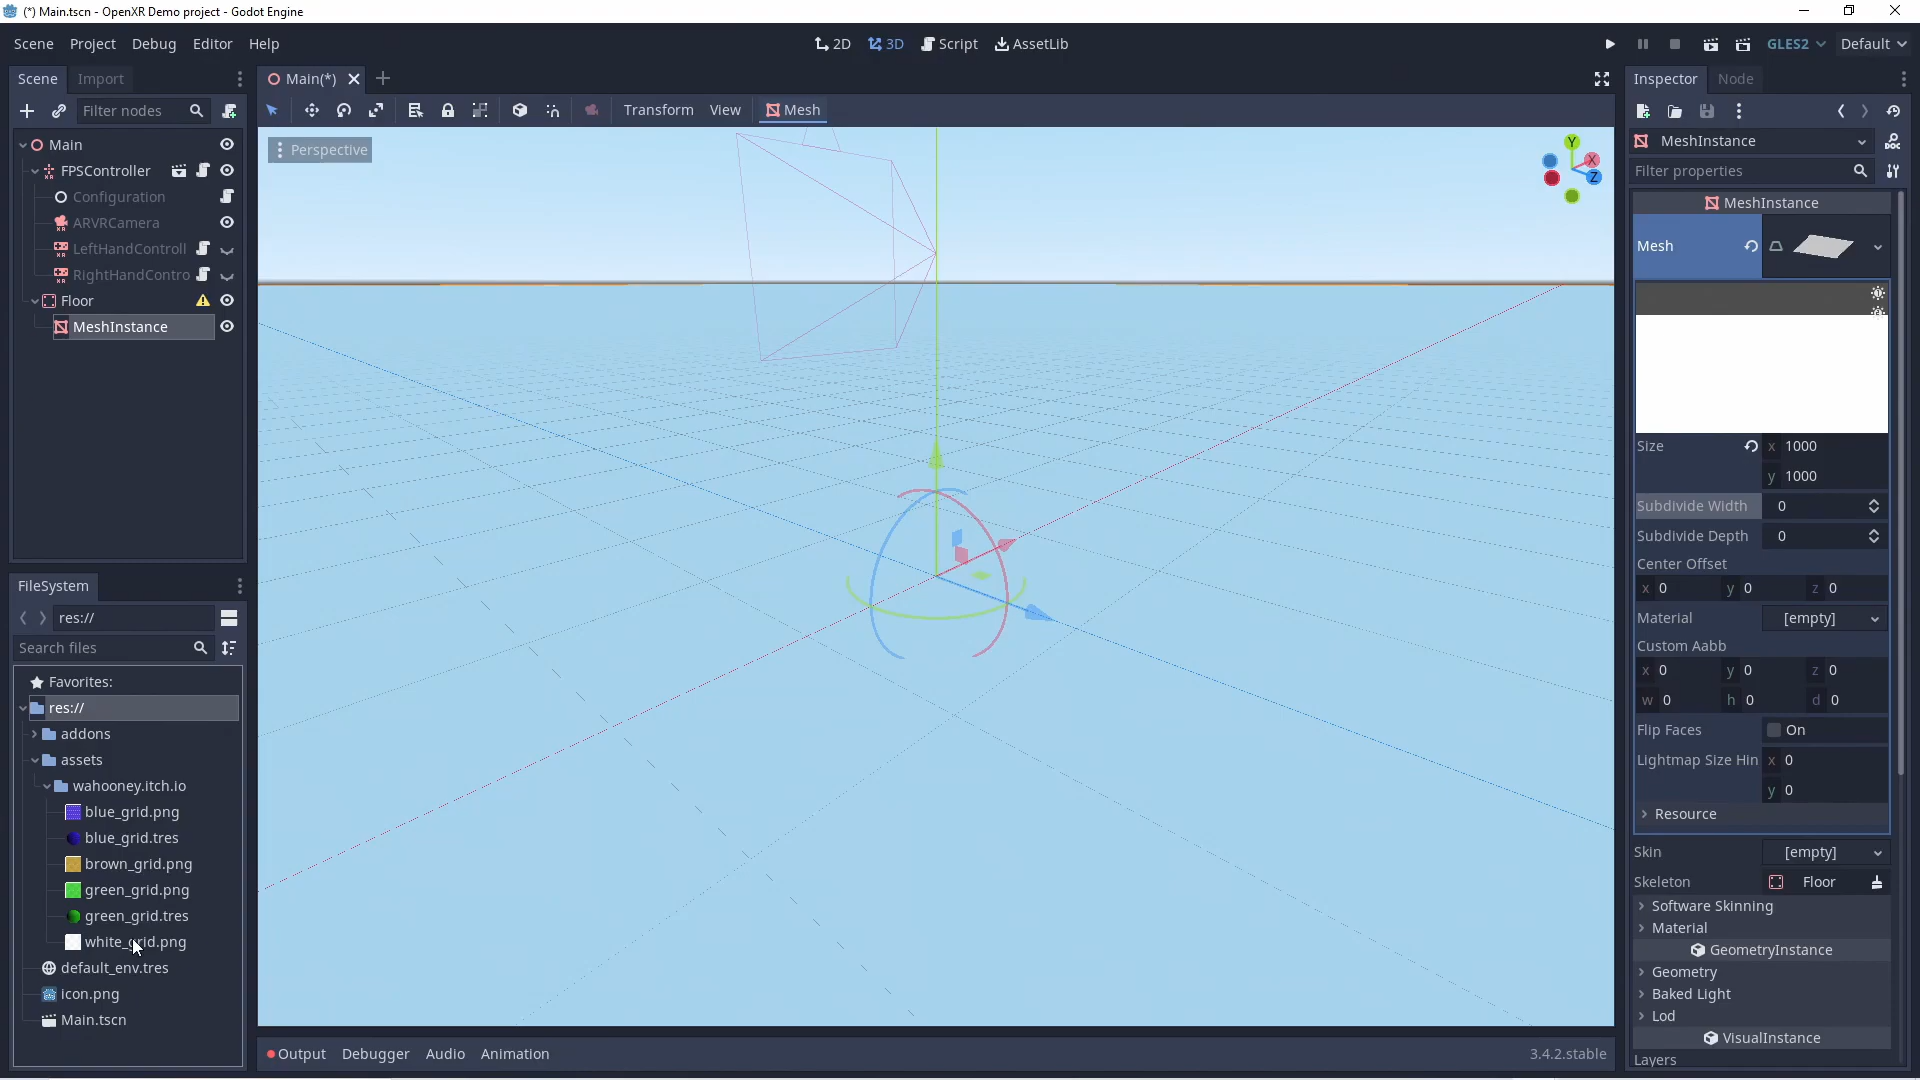 (*) Main.tscn - OpenXR Demo project - Godot Engine
Scene Project Debug Editor Help
2D 3D Script AssetLib
GLES2 Default
Scene Import
Filter nodes
Main
FPSController
Configuration
ARVRCamera
LeftHandControll
RightHandContro
Floor
MeshInstance
FileSystem
res://
Search files
Favorites:
res://
addons
assets
wahooney.itch.io
blue_grid.png
blue_grid.tres
brown_grid.png
green_grid.png
green_grid.tres
white_grid.png
default_env.tres
icon.png
Main.tscn
Main(*)
Transform View Mesh
Perspective
Y
X
Z
Output Debugger Audio Animation 3.4.2.stable
Inspector Node
MeshInstance
Filter properties
MeshInstance
Mesh
Size x 1000
y 1000
Subdivide Width 0
Subdivide Depth 0
Center Offset
x 0 y 0 z 0
Material [empty]
Custom Aabb
x 0 y 0 z 0
w 0 h 0 d 0
Flip Faces On
Lightmap Size Hin x 0
y 0
Resource
Skin [empty]
Skeleton Floor
Software Skinning
Material
GeometryInstance
Geometry
Baked Light
Lod
VisualInstance
Layers